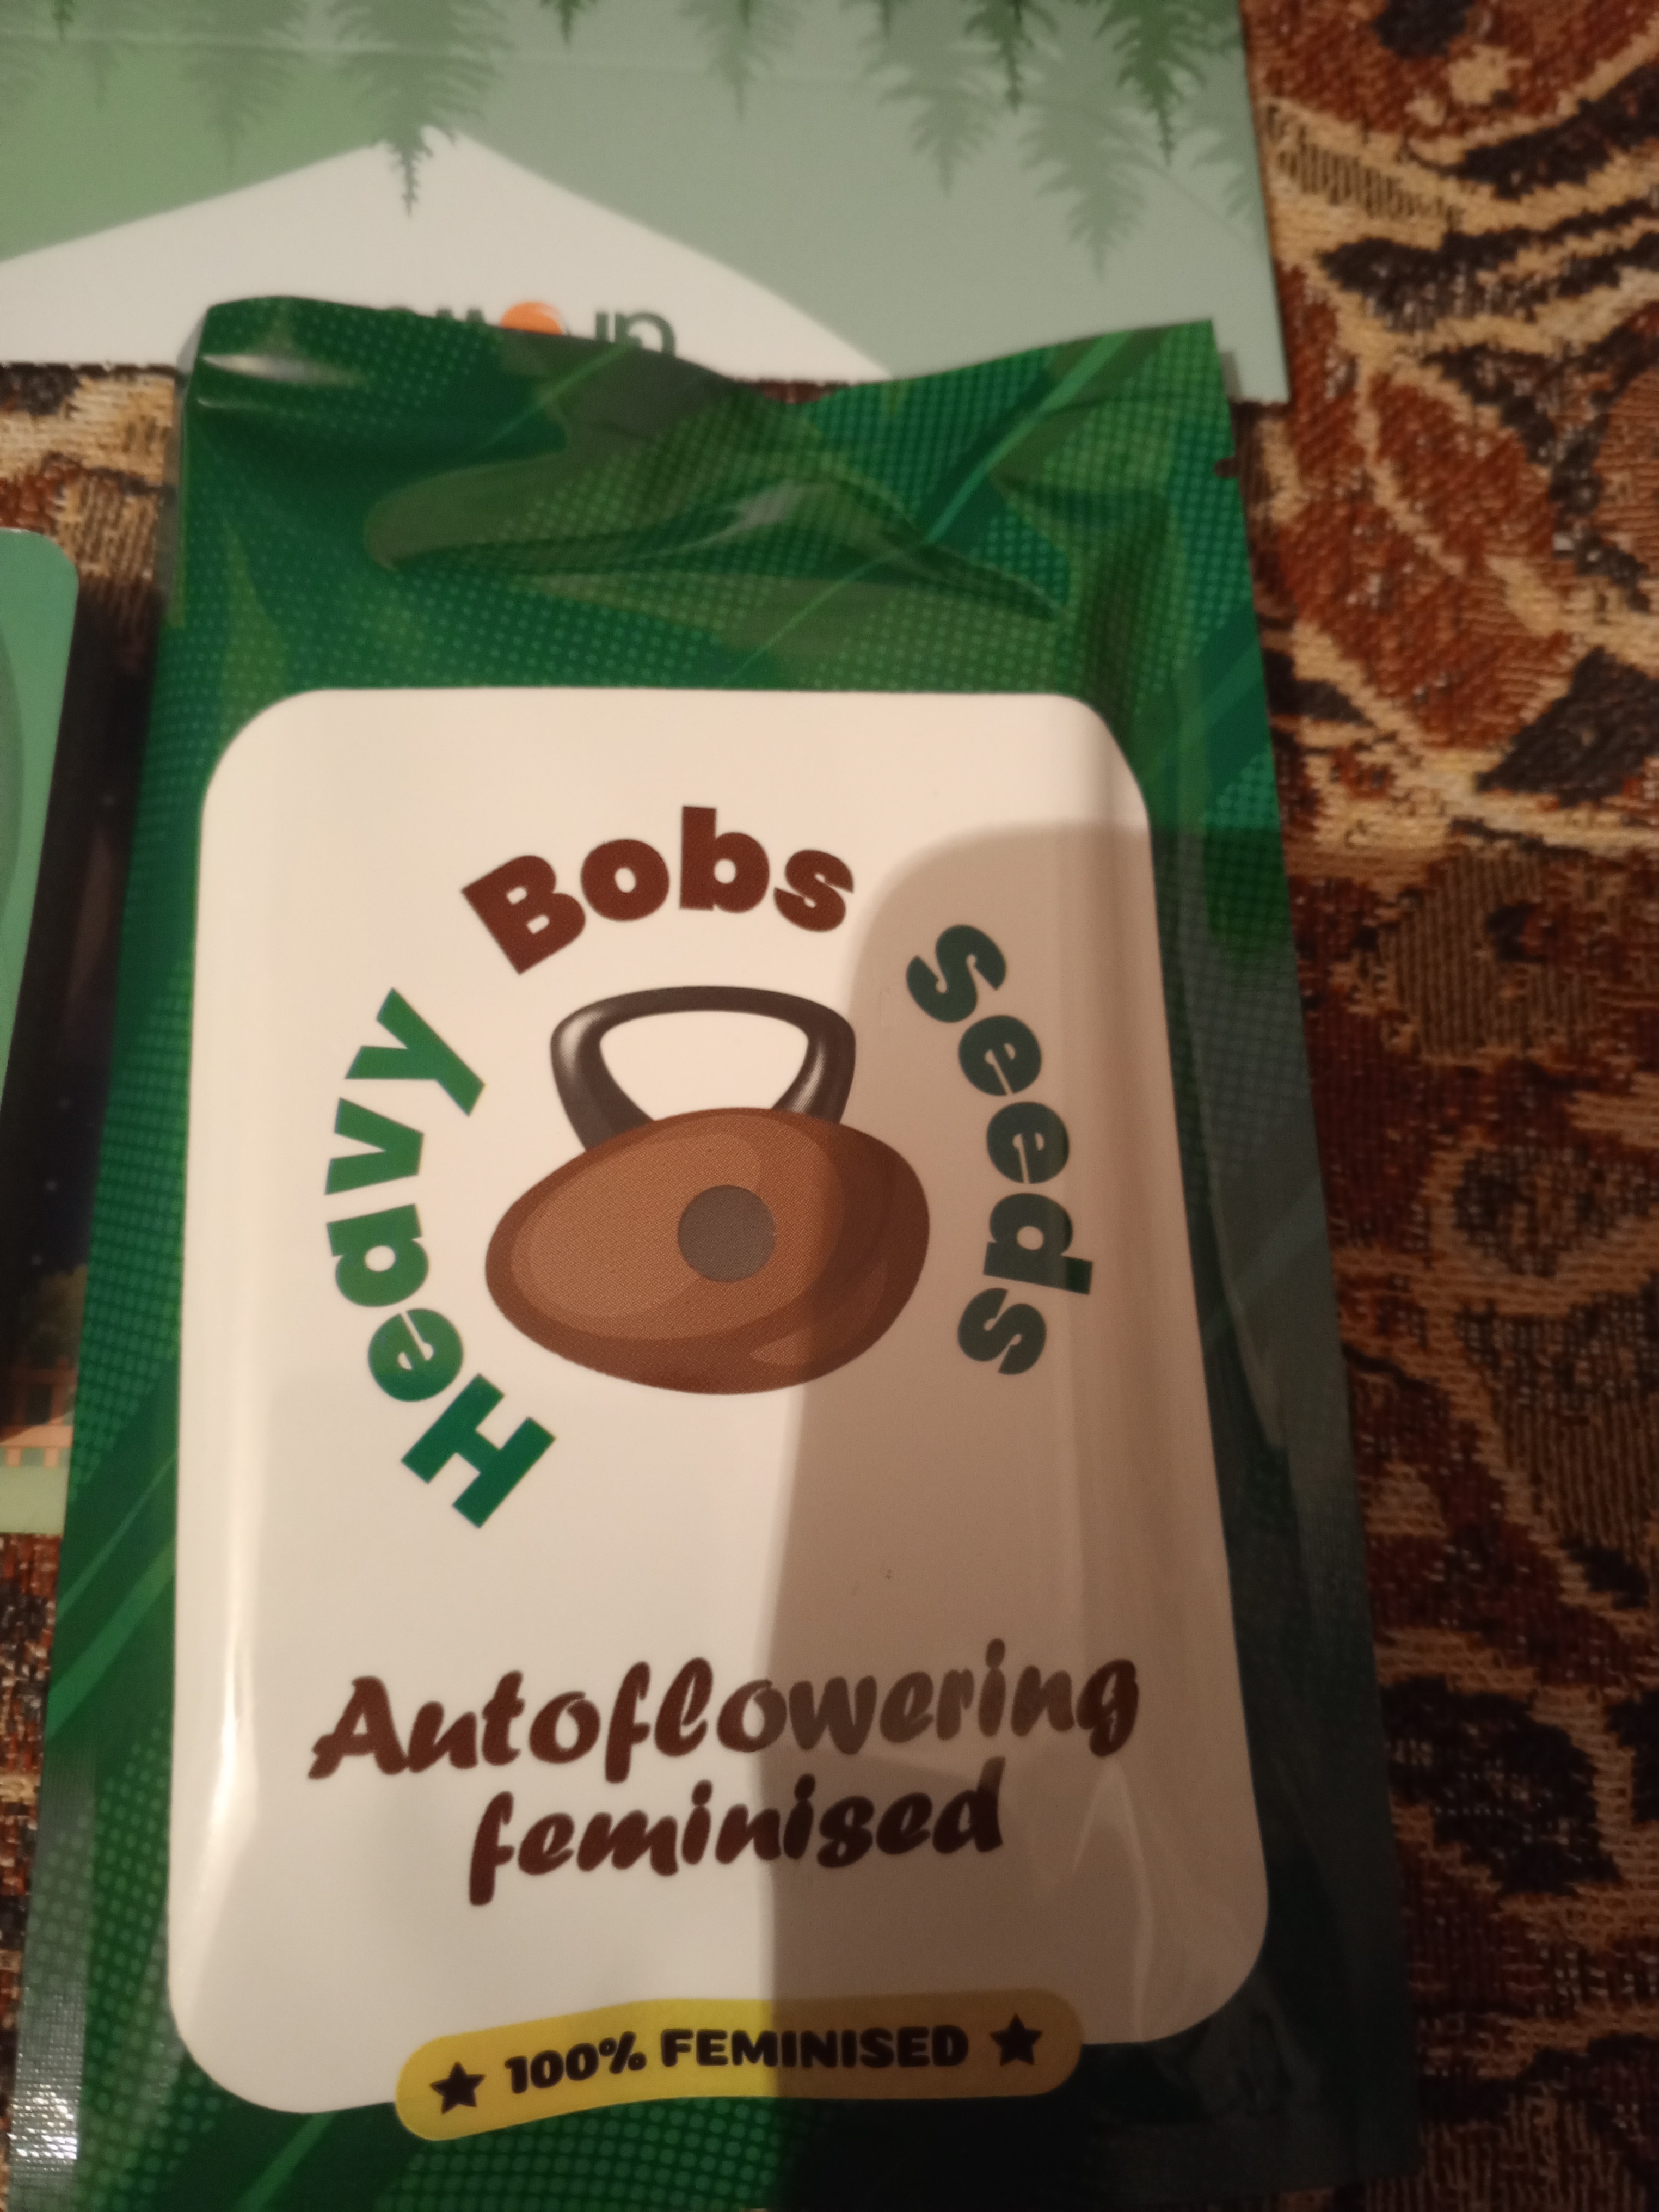 Heavy Bobs Seeds
Autoflowering
feminised
★ 100% FEMINISED ★